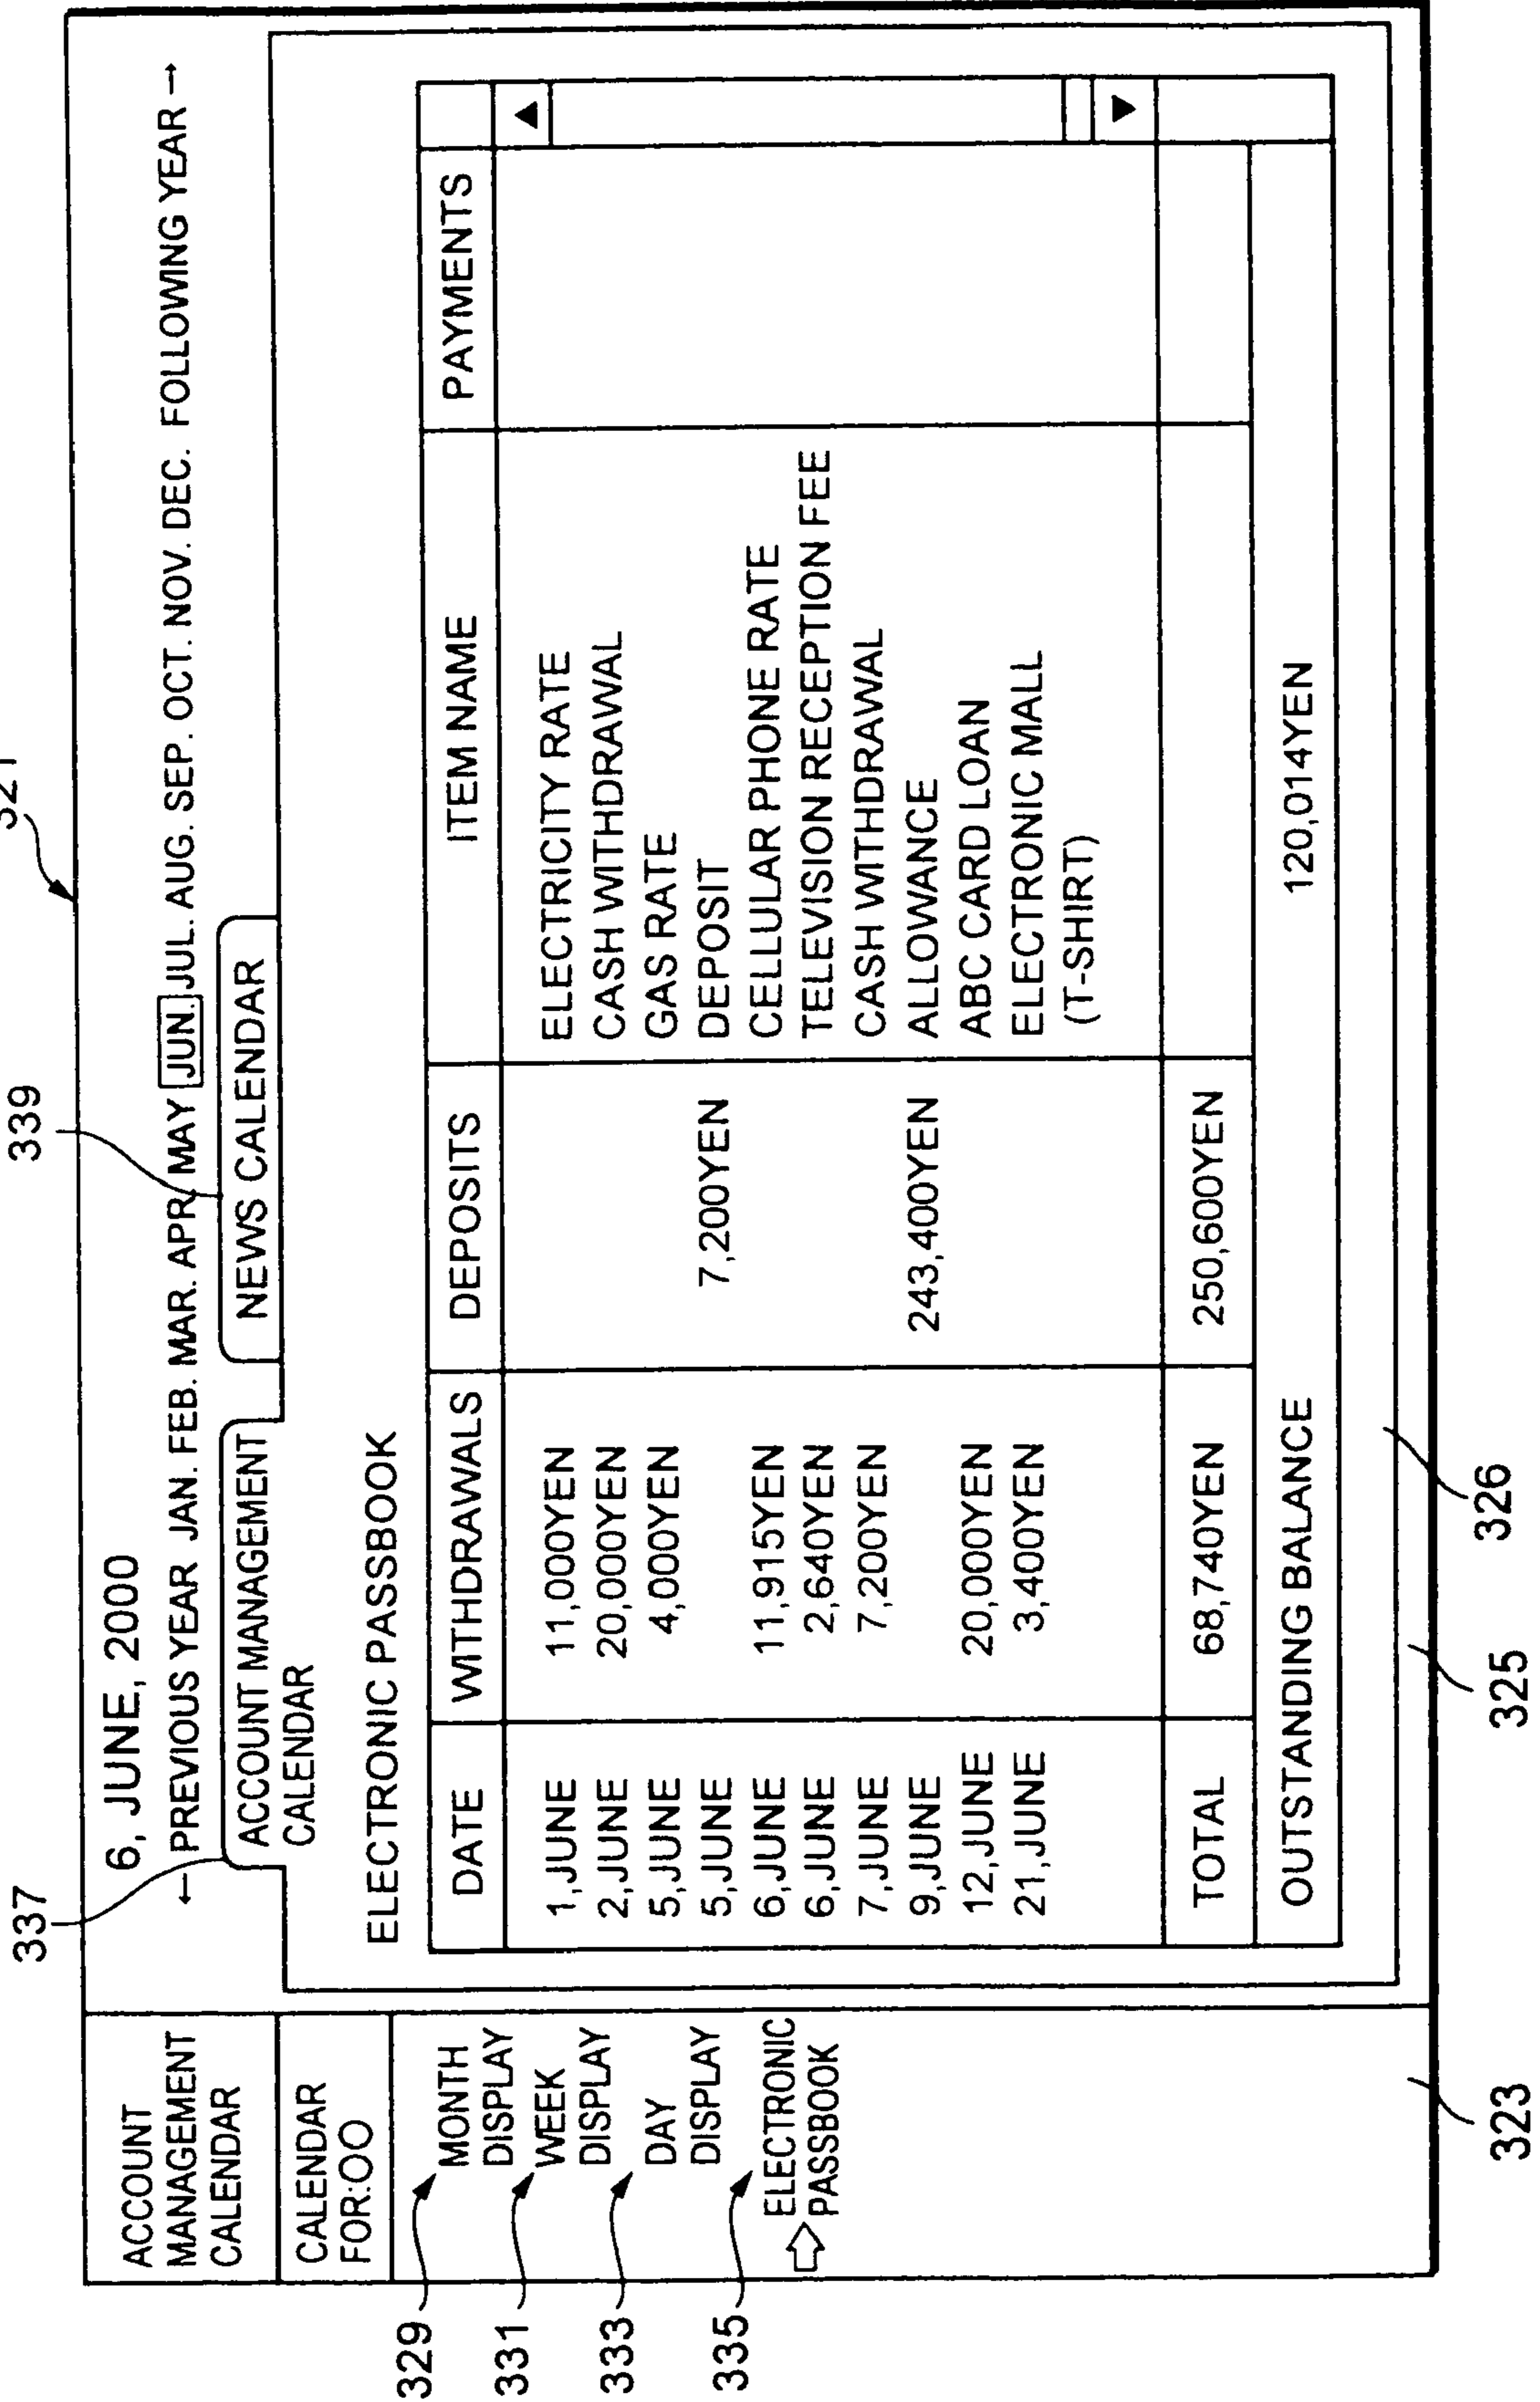 321
337
339
ACCOUNT
MANAGEMENT
CALENDAR
CALENDAR
FOR:○○
329
MONTH
DISPLAY
331
WEEK
DISPLAY
333
DAY
DISPLAY
335
ELECTRONIC
PASSBOOK
6, JUNE, 2000
← PREVIOUS YEAR JAN. FEB. MAR. APR. MAY JUN. JUL. AUG. SEP. OCT. NOV. DEC. FOLLOWING YEAR →
ACCOUNT MANAGEMENT
CALENDAR
NEWS CALENDAR
ELECTRONIC PASSBOOK
DATE WITHDRAWALS DEPOSITS ITEM NAME PAYMENTS
1,JUNE 11,000YEN ELECTRICITY RATE
2,JUNE 20,000YEN CASH WITHDRAWAL
5,JUNE 4,000YEN GAS RATE
5,JUNE 7,200YEN DEPOSIT
6,JUNE 11,915YEN CELLULAR PHONE RATE
6,JUNE 2,640YEN TELEVISION RECEPTION FEE
7,JUNE 7,200YEN CASH WITHDRAWAL
9,JUNE 243,400YEN ALLOWANCE
12,JUNE 20,000YEN ABC CARD LOAN
21,JUNE 3,400YEN ELECTRONIC MALL
(T-SHIRT)
TOTAL 68,740YEN 250,600YEN
OUTSTANDING BALANCE 120,014YEN
323
325
326